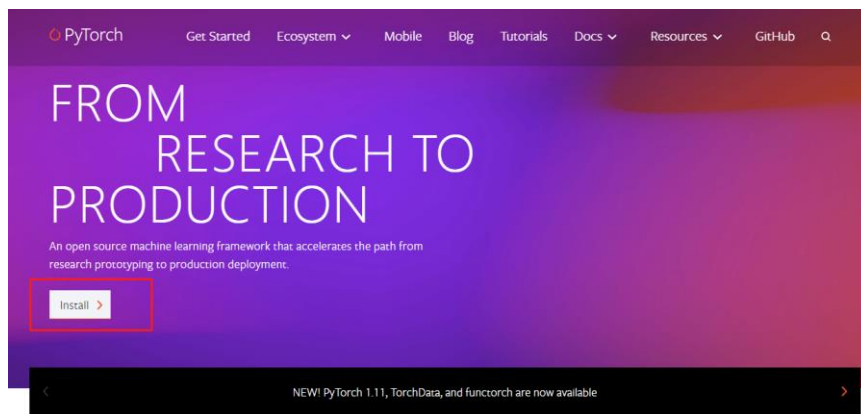 PyTorch Get Started Ecosystem Mobile Blog Tutorials Docs Resources GitHub
FROM
RESEARCH TO
PRODUCTION
An open source machine learning framework that accelerates the path from
research prototyping to production deployment.
Install
NEW! PyTorch 1.11, TorchData, and functorch are now available